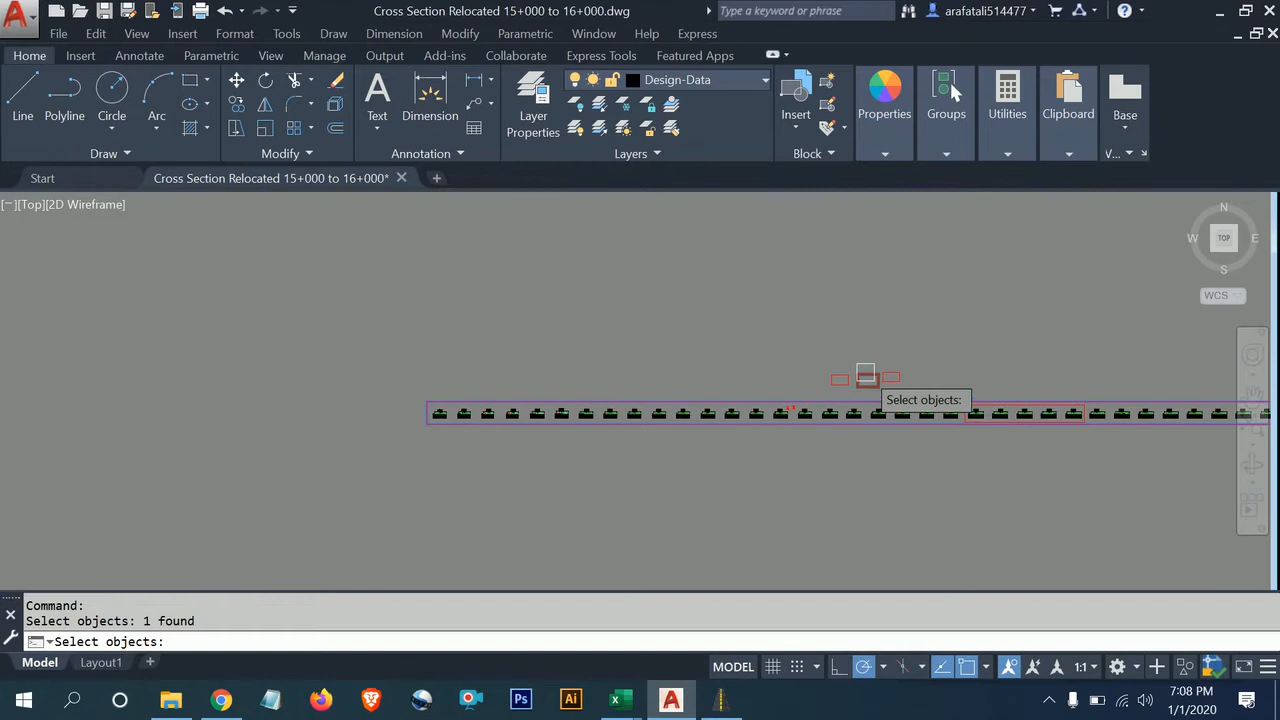 Cross Section Relocated 15+000 to 16+000.dwg
Type a keyword or phrase
arafatali514477
File Edit View Insert Format Tools Draw Dimension Modify Parametric Window Help Express
Home Insert Annotate Parametric View Manage Output Add-ins Collaborate Express Tools Featured Apps
Design-Data
Line Polyline Circle Arc Text Dimension Layer Properties Insert Properties Groups Utilities Clipboard Base
Draw Modify Annotation Layers Block V...
Start Cross Section Relocated 15+000 to 16+000*
[−][Top][2D Wireframe]
N
W TOP E
S
WCS
Select objects:
Command:
Select objects: 1 found
Select objects:
Model Layout1
MODEL 1:1
Ps Ai
7:08 PM
1/1/2020